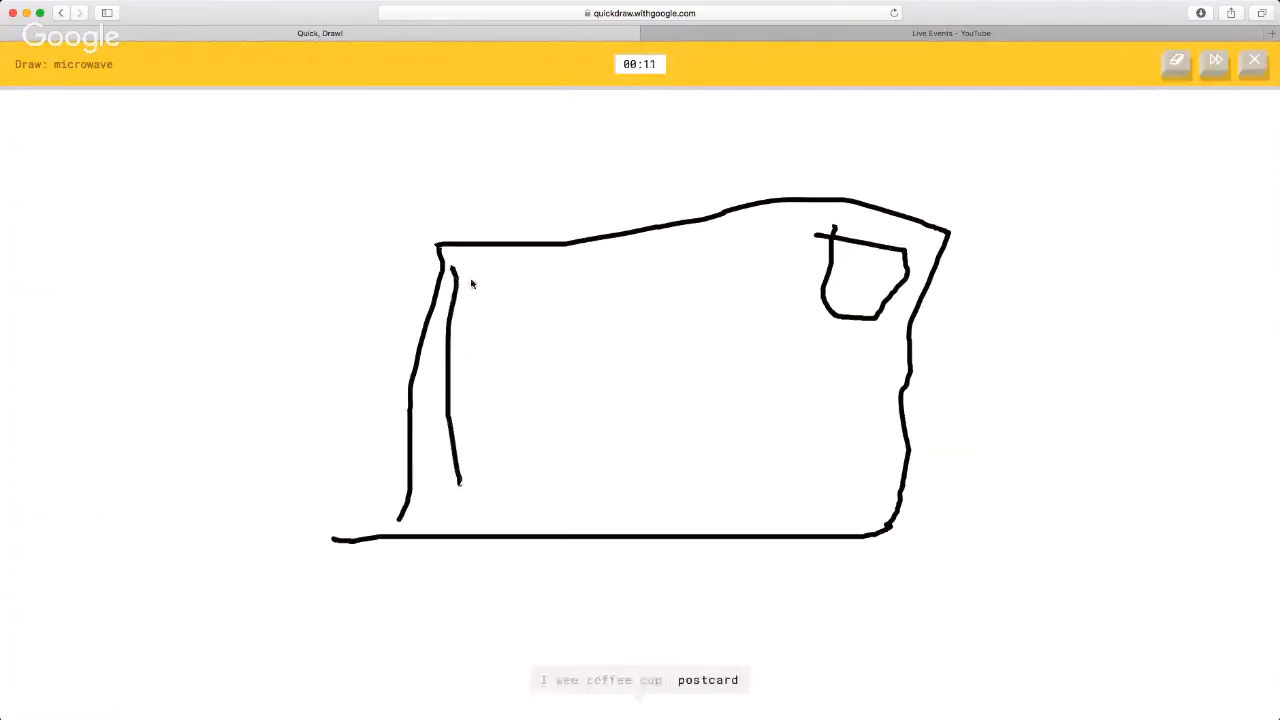 quickdraw.withgoogle.com
Google
Quick, Draw!
Live Events - YouTube
Draw: microwave
00:11
I see coffee cup postcard